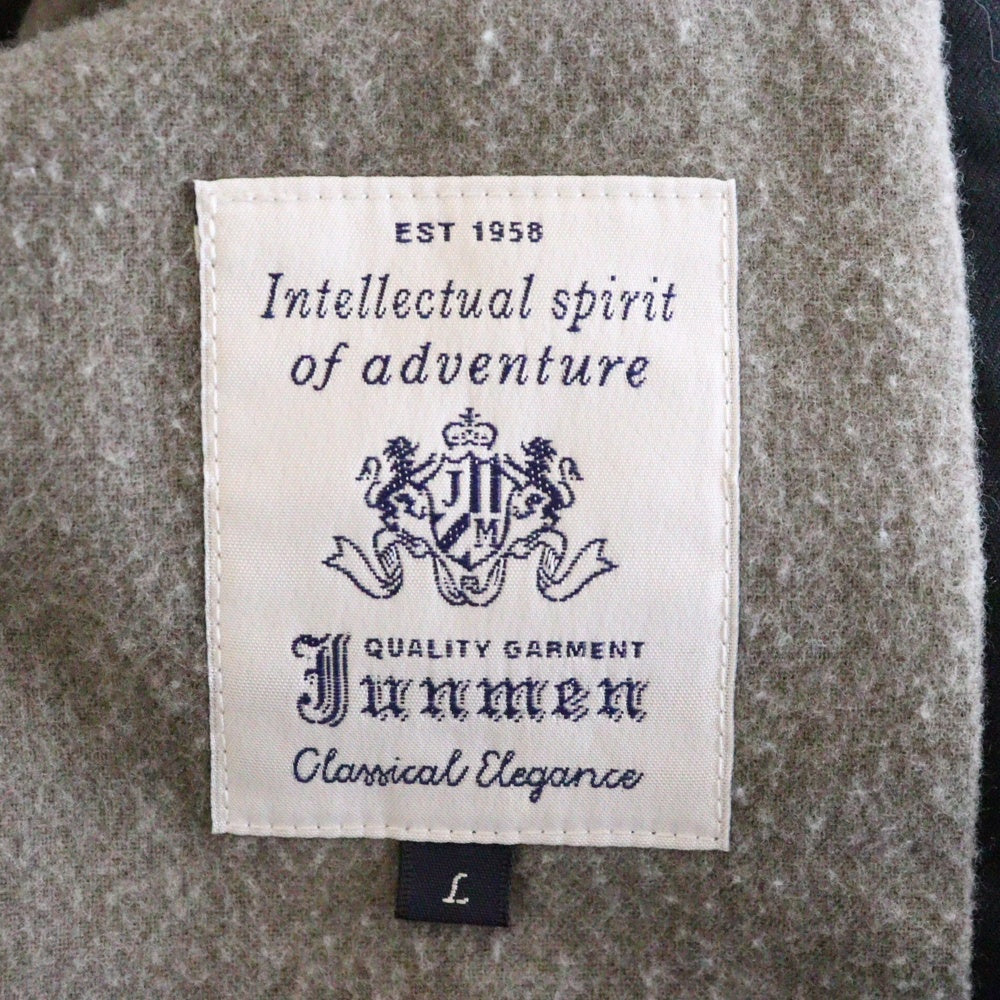 EST 1958
Intellectual spirit
of adventure
J
M
QUALITY GARMENT
Junmen
Classical Elegance
L